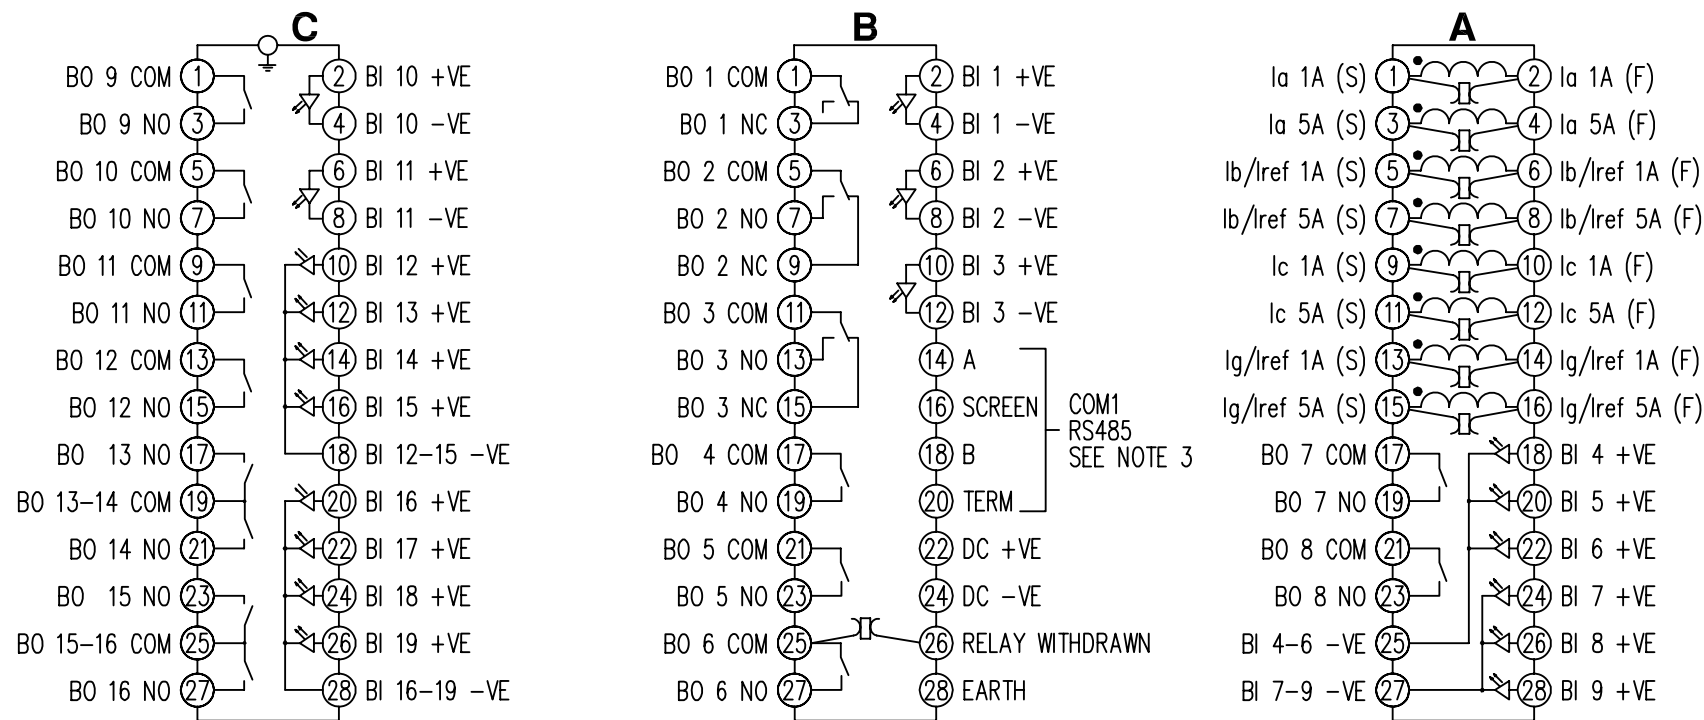 C
BO 9 COM 1 2 BI 10 +VE
BO 9 NO 3 4 BI 10 -VE
BO 10 COM 5 6 BI 11 +VE
BO 10 NO 7 8 BI 11 -VE
BO 11 COM 9 10 BI 12 +VE
BO 11 NO 11 12 BI 13 +VE
BO 12 COM 13 14 BI 14 +VE
BO 12 NO 15 16 BI 15 +VE
BO 13 NO 17 18 BI 12-15 -VE
BO 13-14 COM 19 20 BI 16 +VE
BO 14 NO 21 22 BI 17 +VE
BO 15 NO 23 24 BI 18 +VE
BO 15-16 COM 25 26 BI 19 +VE
BO 16 NO 27 28 BI 16-19 -VE
B
BO 1 COM 1 2 BI 1 +VE
BO 1 NC 3 4 BI 1 -VE
BO 2 COM 5 6 BI 2 +VE
BO 2 NO 7 8 BI 2 -VE
BO 2 NC 9 10 BI 3 +VE
BO 3 COM 11 12 BI 3 -VE
BO 3 NO 13 14 A
BO 3 NC 15 16 SCREEN
BO 4 COM 17 18 B
BO 4 NO 19 20 TERM
COM1
RS485
SEE NOTE 3
BO 5 COM 21 22 DC +VE
BO 5 NO 23 24 DC -VE
BO 6 COM 25 26 RELAY WITHDRAWN
BO 6 NO 27 28 EARTH
A
Ia 1A (S) 1 2 Ia 1A (F)
Ia 5A (S) 3 4 Ia 5A (F)
Ib/Iref 1A (S) 5 6 Ib/Iref 1A (F)
Ib/Iref 5A (S) 7 8 Ib/Iref 5A (F)
Ic 1A (S) 9 10 Ic 1A (F)
Ic 5A (S) 11 12 Ic 5A (F)
Ig/Iref 1A (S) 13 14 Ig/Iref 1A (F)
Ig/Iref 5A (S) 15 16 Ig/Iref 5A (F)
BO 7 COM 17 18 BI 4 +VE
BO 7 NO 19 20 BI 5 +VE
BO 8 COM 21 22 BI 6 +VE
BO 8 NO 23 24 BI 7 +VE
BI 4-6 -VE 25 26 BI 8 +VE
BI 7-9 -VE 27 28 BI 9 +VE